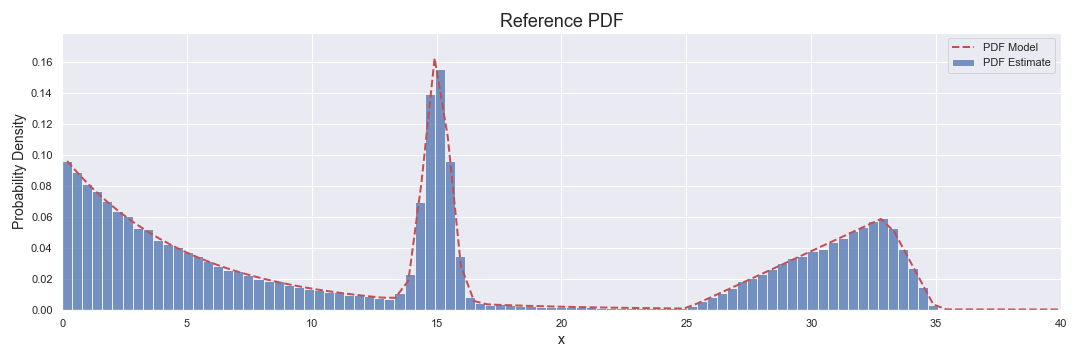 Reference PDF
PDF Model
PDF Estimate
Probability Density
0.16
0.14
0.12
0.10
0.08
0.06
0.04
0.02
0.00
0 5 10 15 20 25 30 35 40
x